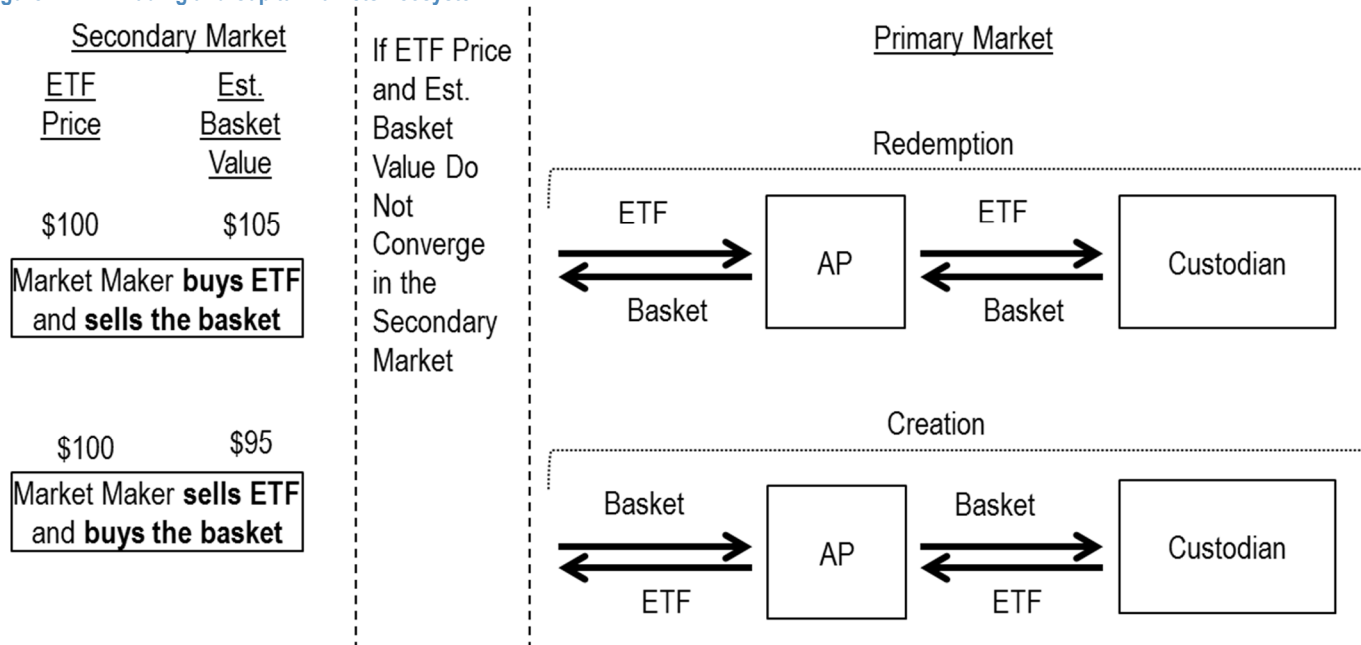 Secondary Market
ETF
Price
Est.
Basket
Value
$100
$105
Market Maker buys ETF
and sells the basket
$100
$95
Market Maker sells ETF
and buys the basket
If ETF Price
and Est.
Basket
Value Do
Not
Converge
in the
Secondary
Market
Primary Market
Redemption
ETF
Basket
AP
ETF
Basket
Custodian
Creation
Basket
ETF
AP
Basket
ETF
Custodian